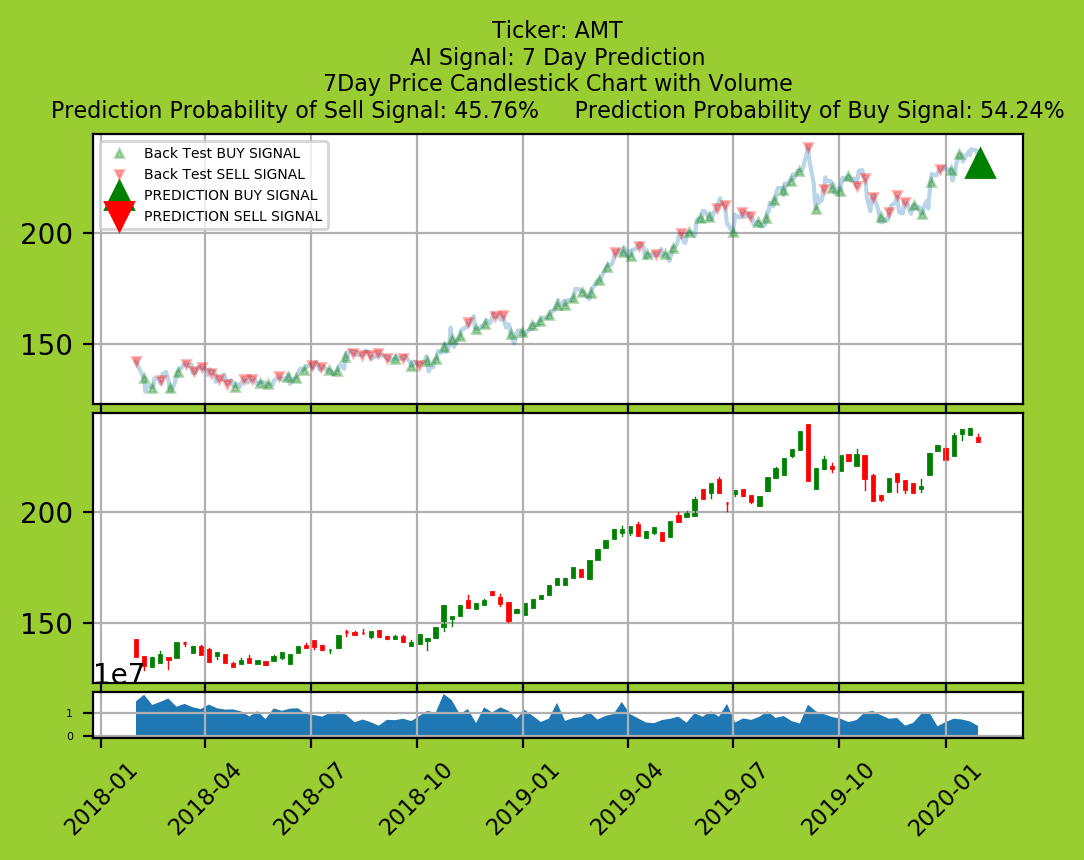 Ticker: AMT
AI Signal: 7 Day Prediction
7Day Price Candlestick Chart with Volume
Prediction Probability of Sell Signal: 45.76%     Prediction Probability of Buy Signal: 54.24%
Back Test BUY SIGNAL
Back Test SELL SIGNAL
PREDICTION BUY SIGNAL
PREDICTION SELL SIGNAL
200
150
200
150
1e7
1
0
2018-01 2018-04 2018-07 2018-10 2019-01 2019-04 2019-07 2019-10 2020-01